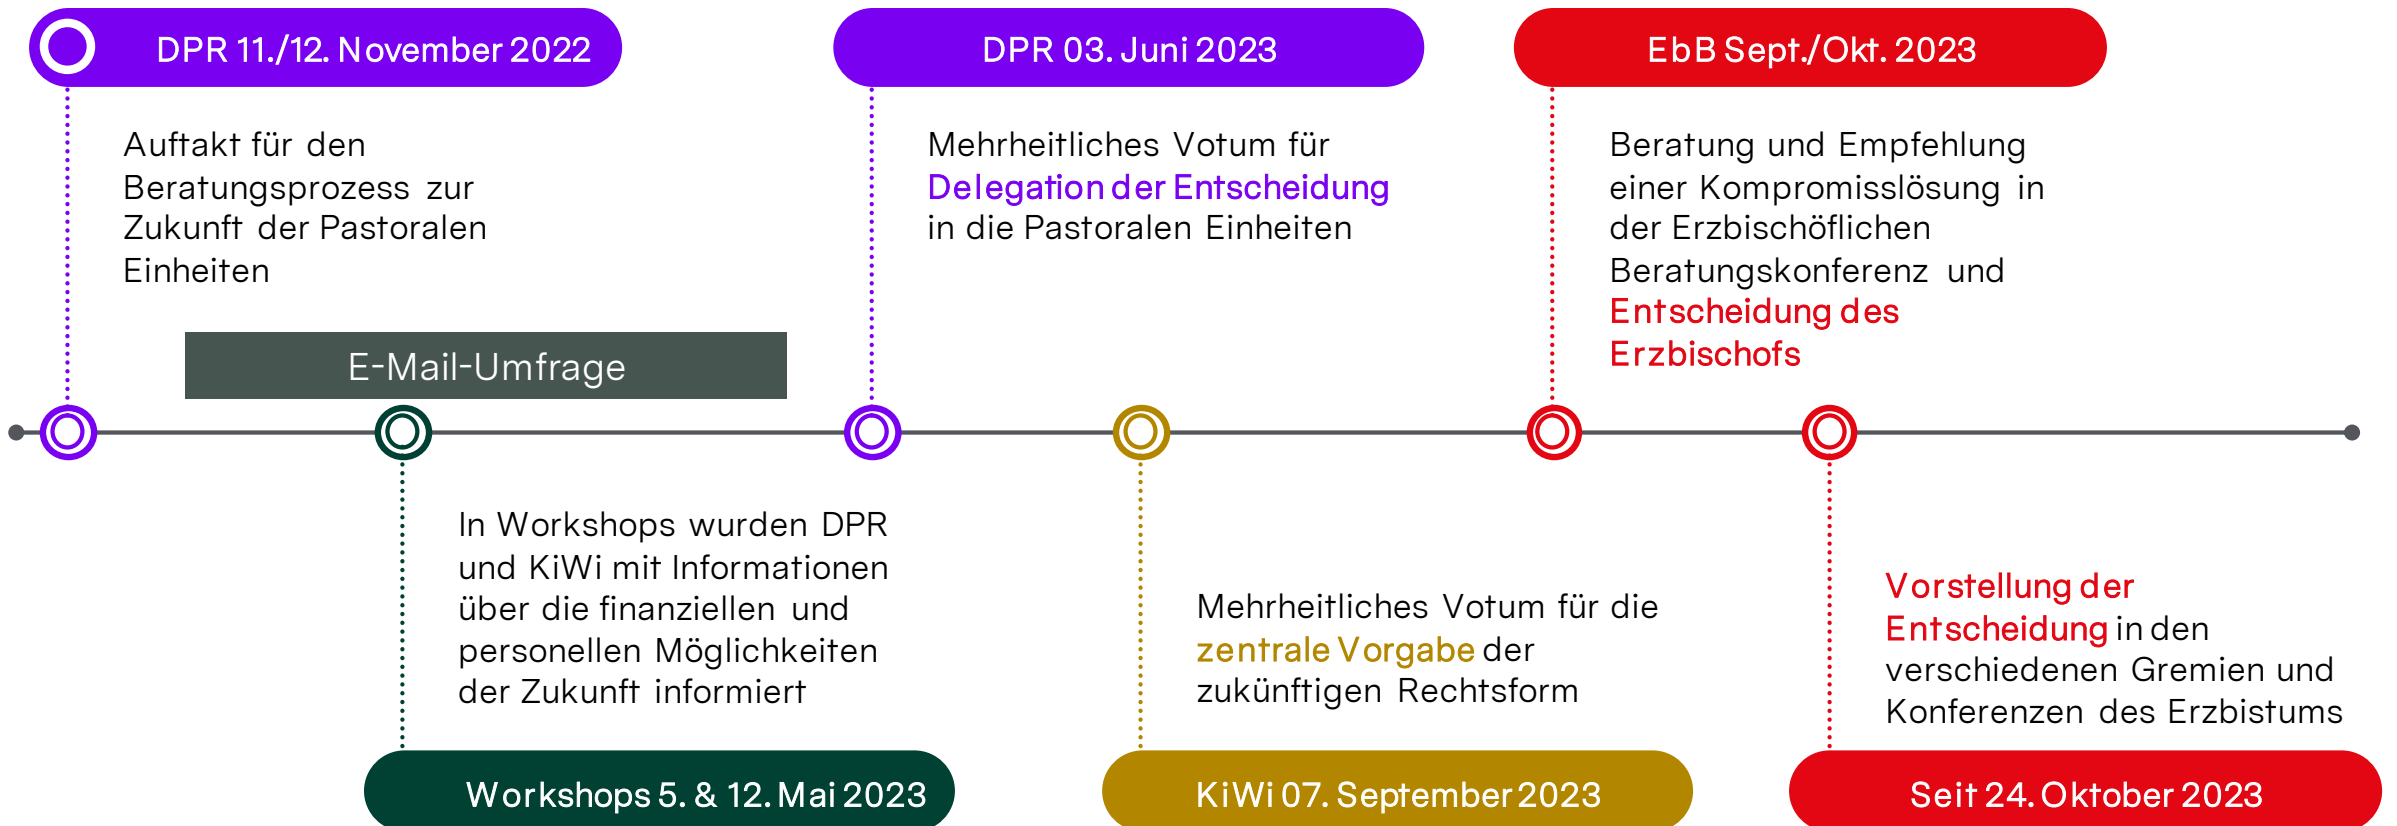 DPR 11./12. November 2022
Auftakt für den
Beratungsprozess zur
Zukunft der Pastoralen
Einheiten
E-Mail-Umfrage
In Workshops wurden DPR
und KiWi mit Informationen
über die finanziellen und
personellen Möglichkeiten
der Zukunft informiert
Workshops 5. & 12. Mai 2023
DPR 03. Juni 2023
Mehrheitliches Votum für
Delegation der Entscheidung
in die Pastoralen Einheiten
Mehrheitliches Votum für die
zentrale Vorgabe der
zukünftigen Rechtsform
KiWi 07. September 2023
EbB Sept./Okt. 2023
Beratung und Empfehlung
einer Kompromisslösung in
der Erzbischöflichen
Beratungskonferenz und
Entscheidung des
Erzbischofs
Vorstellung der
Entscheidung in den
verschiedenen Gremien und
Konferenzen des Erzbistums
Seit 24. Oktober 2023